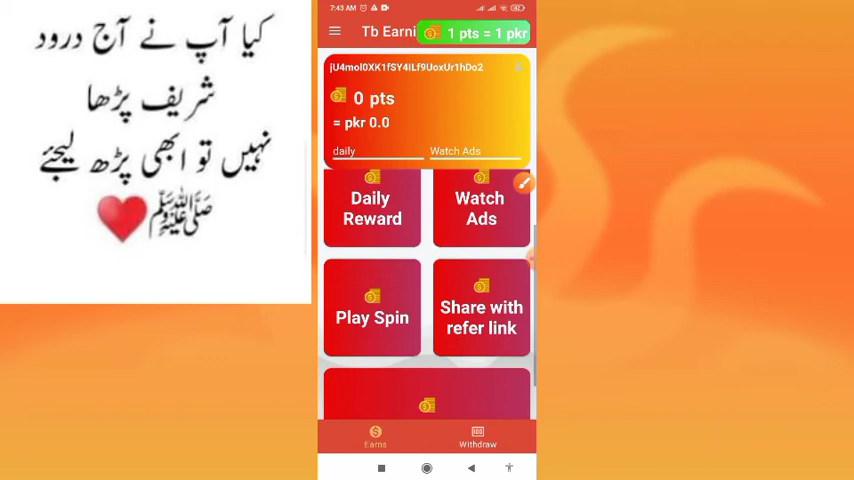 کیا آپ نے آج درود
شریف پڑھا
نہیں تو ابھی پڑھ لیجئے
ﷺ
7:43 AM
Tb Earni
1 pts = 1 pkr
jU4mol0XK1fSY4ILf9UoxUr1hDo2
0 pts
= pkr 0.0
daily
Watch Ads
Daily
Reward
Watch
Ads
Play Spin
Share with
refer link
Earns
Withdraw